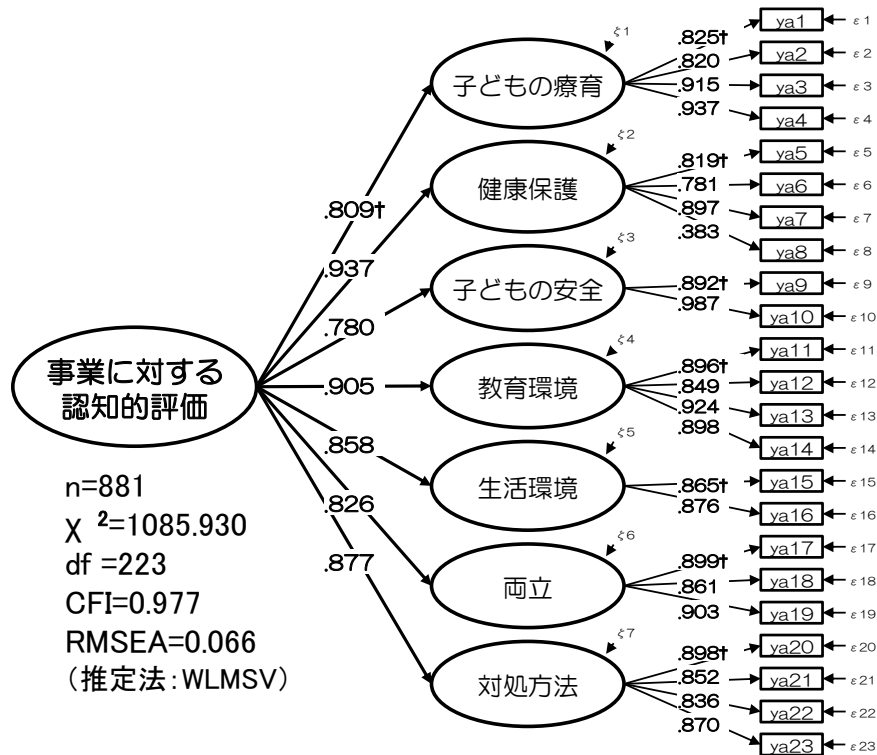 ζ1
子どもの療育
.825†
.820
.915
.937
ya1
ε1
ya2
ε2
ya3
ε3
ya4
ε4
ζ2
健康保護
.819†
.781
.897
.383
ya5
ε5
ya6
ε6
ya7
ε7
ya8
ε8
ζ3
子どもの安全
.892†
.987
ya9
ε9
ya10
ε10
ζ4
教育環境
.896†
.849
.924
.898
ya11
ε11
ya12
ε12
ya13
ε13
ya14
ε14
ζ5
生活環境
.865†
.876
ya15
ε15
ya16
ε16
ζ6
両立
.899†
.861
.903
ya17
ε17
ya18
ε18
ya19
ε19
ζ7
対処方法
.898†
.852
.836
.870
ya20
ε20
ya21
ε21
ya22
ε22
ya23
ε23
.809†
.937
.780
.905
.858
.826
.877
事業に対する
認知的評価
n=881
χ²=1085.930
df =223
CFI=0.977
RMSEA=0.066
（推定法：WLMSV）